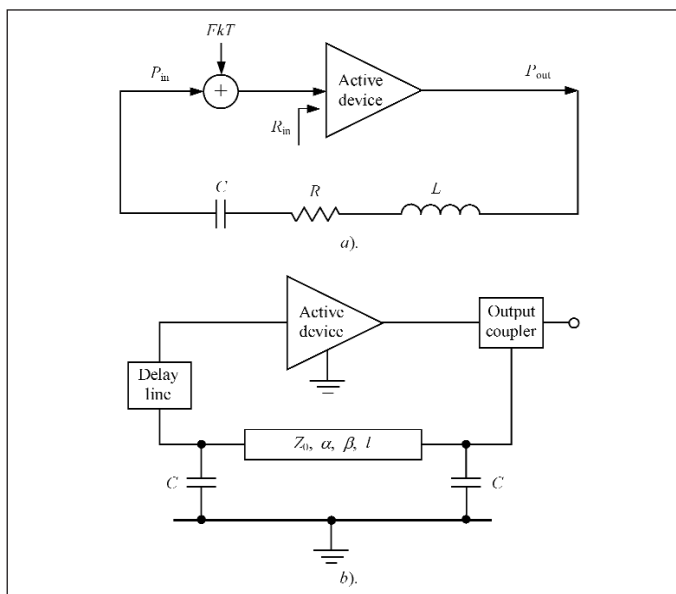 FkT
P_in
+
Active
device
P_out
R_in
C
R
L
a).
Active
device
Output
coupler
Delay
line
Z_0, α, β, l
C
C
b).